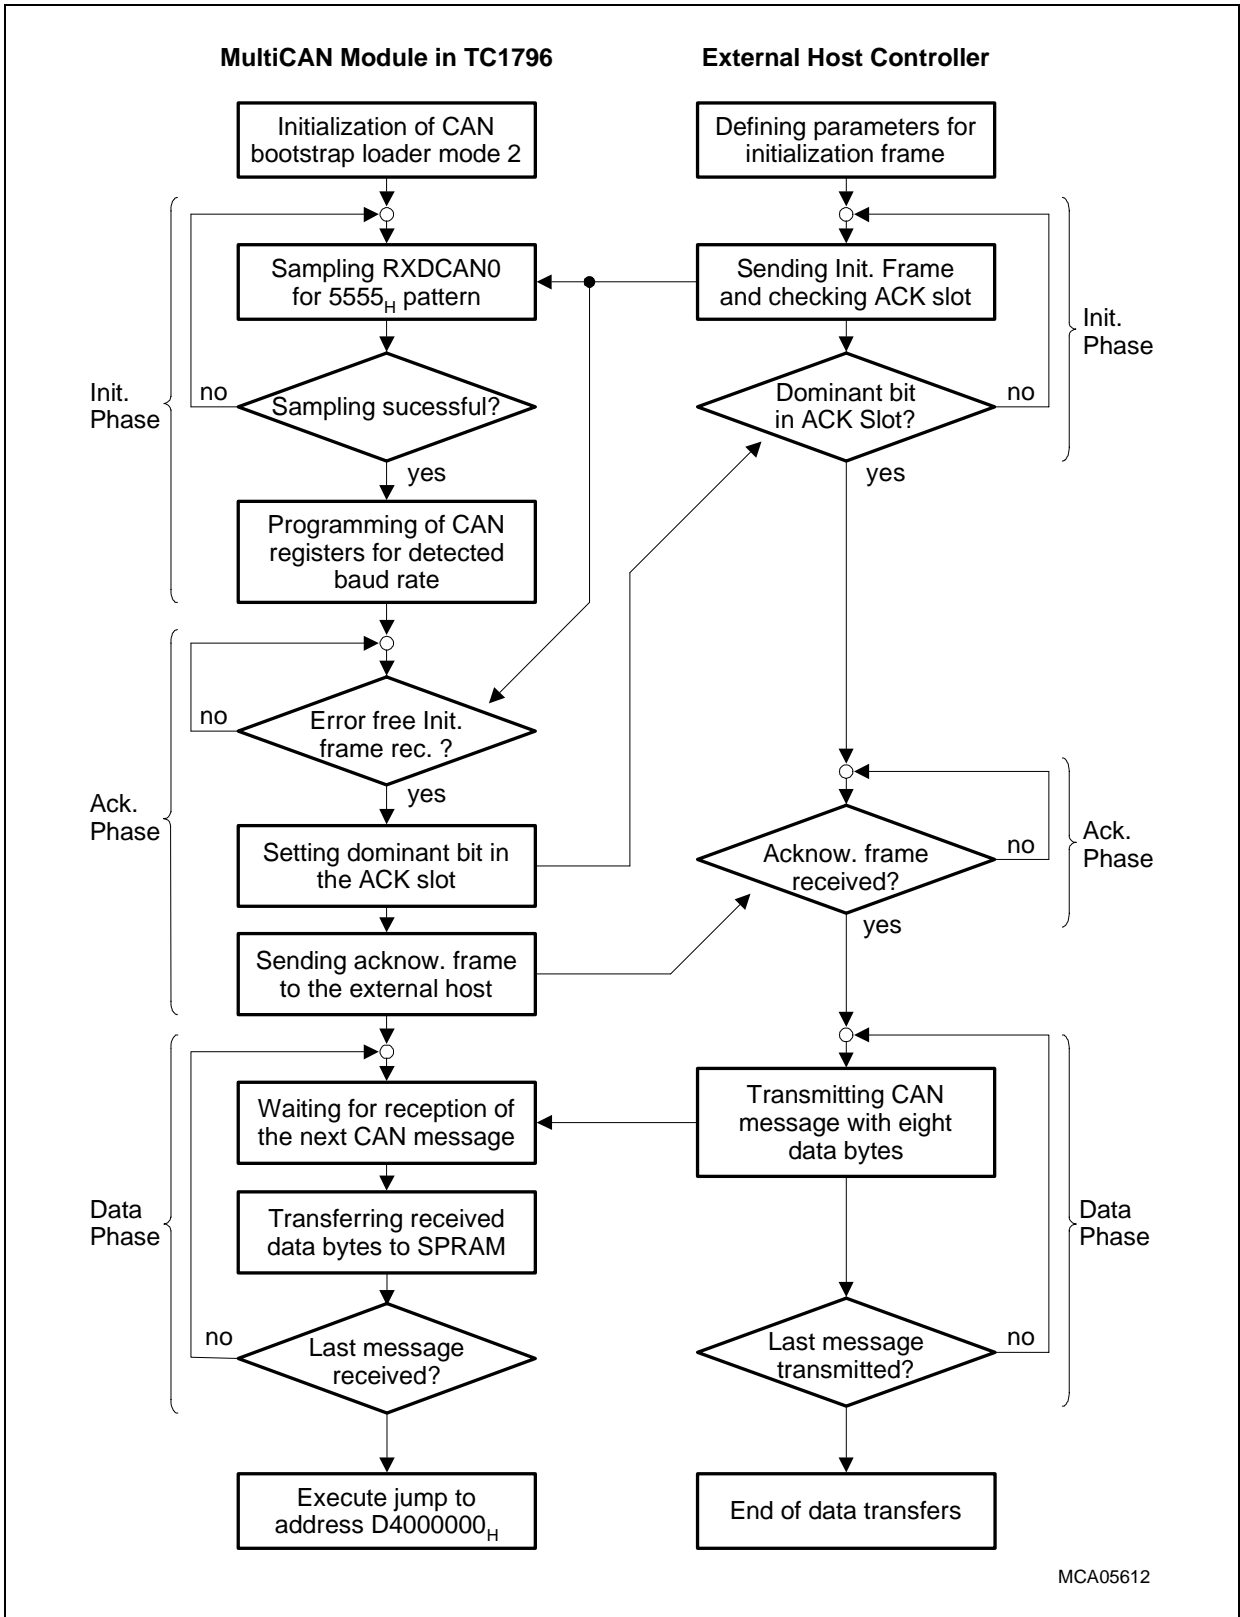 MultiCAN Module in TC1796
External Host Controller
Initialization of CAN
bootstrap loader mode 2
Defining parameters for
initialization frame
Sampling RXDCAN0
for 5555H pattern
Sending Init. Frame
and checking ACK slot
Init.
Phase
Init.
Phase
no
Sampling sucessful?
Dominant bit
in ACK Slot?
no
yes
yes
Programming of CAN
registers for detected
baud rate
no
Error free Init.
frame rec. ?
yes
Ack.
Phase
Setting dominant bit in
the ACK slot
Acknow. frame
received?
no
Ack.
Phase
yes
Sending acknow. frame
to the external host
Waiting for reception of
the next CAN message
Transmitting CAN
message with eight
data bytes
Data
Phase
Transferring received
data bytes to SPRAM
Data
Phase
no
Last message
received?
Last message
transmitted?
no
Execute jump to
address D4000000H
End of data transfers
MCA05612